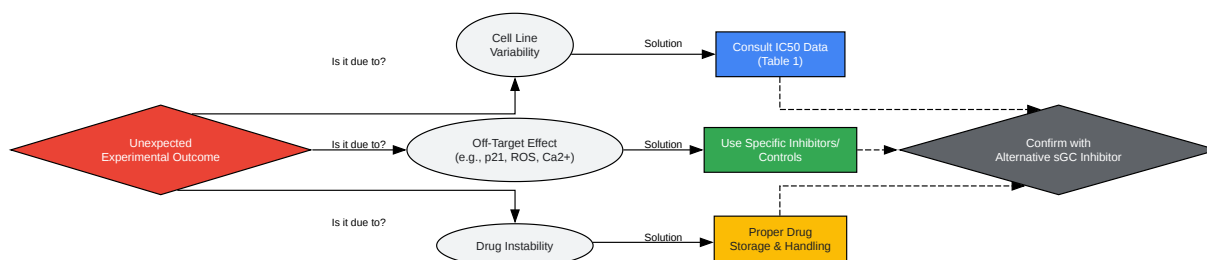 Cell Line
Variability
Solution
Consult IC50 Data
(Table 1)
Is it due to?
Unexpected
Experimental Outcome
Is it due to?
Off-Target Effect
(e.g., p21, ROS, Ca2+)
Solution
Use Specific Inhibitors/
Controls
Confirm with
Alternative sGC Inhibitor
Is it due to?
Drug Instability
Solution
Proper Drug
Storage & Handling